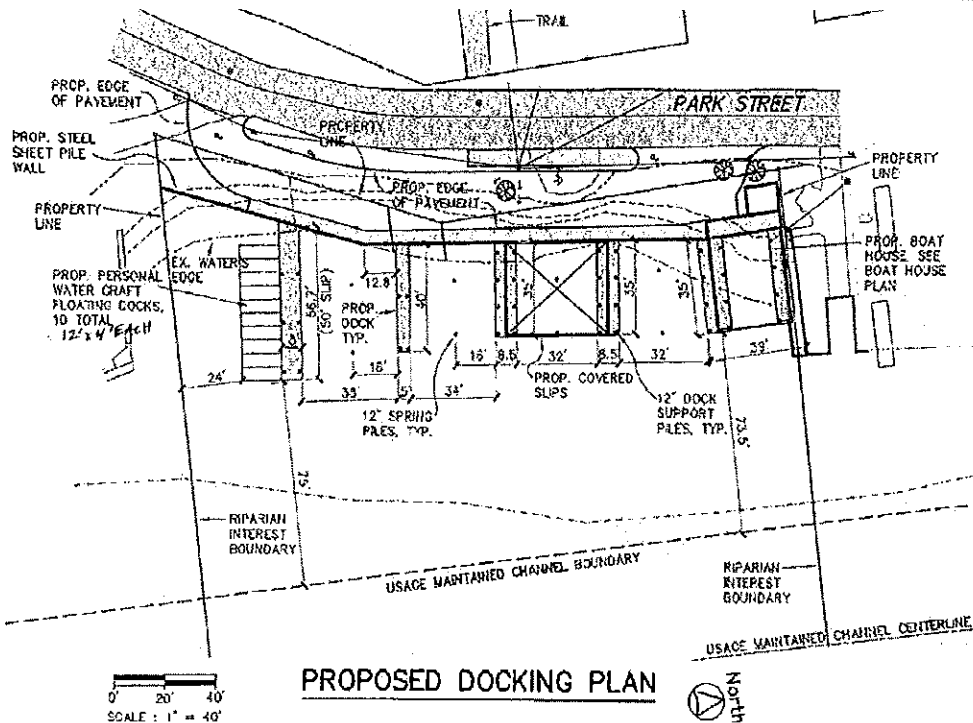 TRAIL
PROP. EDGE
OF PAVEMENT
PARK STREET
PROPERTY
LINE
PROP. STEEL
SHEET PILE
WALL
PROPERTY
LINE
PROP. EDGE
OF PAVEMENT
PROPERTY
LINE
EX. WATER'S
EDGE
PROP. BOAT
HOUSE SEE
BOAT HOUSE
PLAN
PROP. PERSONAL
WATER CRAFT
FLOATING DOCKS,
10 TOTAL
12' x 4' EACH
(50' SLIP)
12.8'
40'
35'
35'
35'
PROP.
DOCK
TYP.
8'
16'
16'
8.5'
32'
8.5'
32'
39'
24'
5'
34'
PROP. COVERED
SLIPS
12" SPRING
PILES, TYP.
12" DOCK
SUPPORT
PILES, TYP.
73.5'
75'
RIPARIAN
INTEREST
BOUNDARY
USACE MAINTAINED CHANNEL BOUNDARY
RIPARIAN
INTEREST
BOUNDARY
USACE MAINTAINED CHANNEL CENTERLINE
0' 20' 40'
SCALE : 1" = 40'
PROPOSED DOCKING PLAN
North